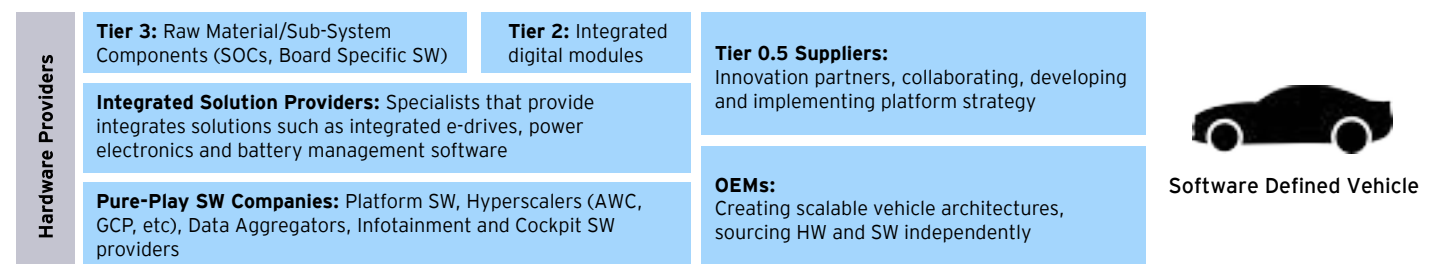 Hardware Providers
Tier 3: Raw Material/Sub-System
Components (SOCs, Board Specific SW)
Tier 2: Integrated
digital modules
Integrated Solution Providers: Specialists that provide
integrates solutions such as integrated e-drives, power
electronics and battery management software
Pure-Play SW Companies: Platform SW, Hyperscalers (AWC,
GCP, etc), Data Aggregators, Infotainment and Cockpit SW
providers
Tier 0.5 Suppliers:
Innovation partners, collaborating, developing
and implementing platform strategy
OEMs:
Creating scalable vehicle architectures,
sourcing HW and SW independently
Software Defined Vehicle